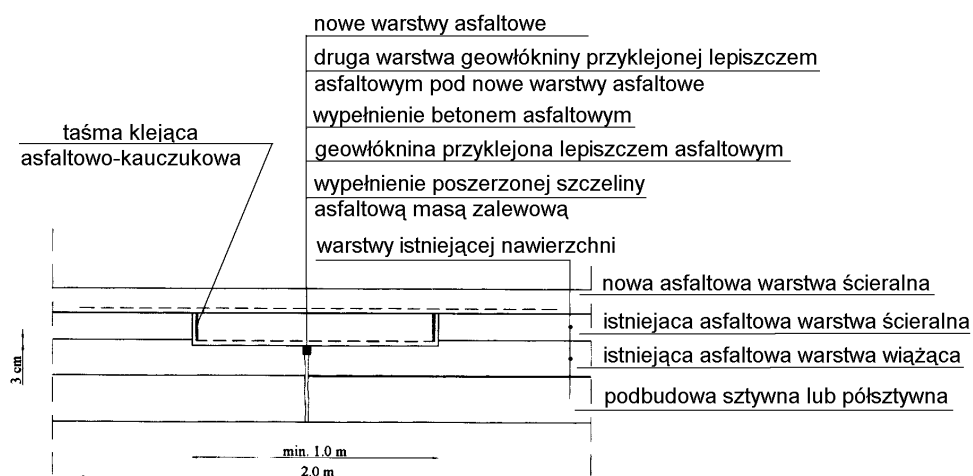 nowe warstwy asfaltowe
druga warstwa geowłókniny przyklejonej lepiszczem
asfaltowym pod nowe warstwy asfaltowe
wypełnienie betonem asfaltowym
taśma klejąca
asfaltowo-kauczukowa
geowłóknina przyklejona lepiszczem asfaltowym
wypełnienie poszerzonej szczeliny
asfaltową masą zalewową
warstwy istniejącej nawierzchni
nowa asfaltowa warstwa ścieralna
istniejaca asfaltowa warstwa ścieralna
istniejąca asfaltowa warstwa wiążąca
podbudowa sztywna lub półsztywna
3 cm
min. 1.0 m
2.0 m